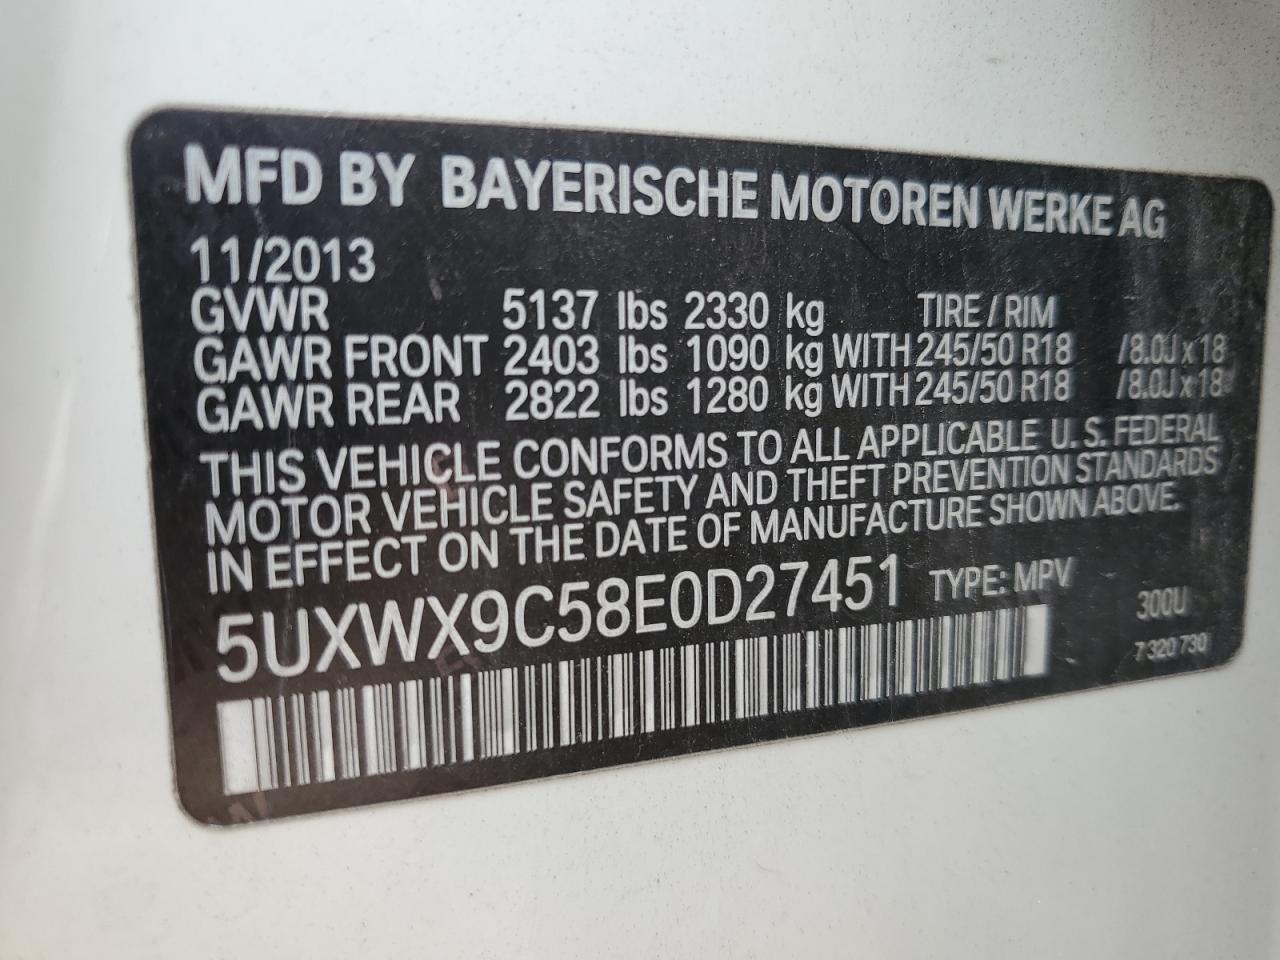 MFD BY BAYERISCHE MOTOREN WERKE AG
11/2013
GVWR 5137 lbs 2330 kg TIRE / RIM
GAWR FRONT 2403 lbs 1090 kg WITH 245/50 R18 /8.0J x 18
GAWR REAR 2822 lbs 1280 kg WITH 245/50 R18 /8.0J x 18
THIS VEHICLE CONFORMS TO ALL APPLICABLE U.S. FEDERAL
MOTOR VEHICLE SAFETY AND THEFT PREVENTION STANDARDS
IN EFFECT ON THE DATE OF MANUFACTURE SHOWN ABOVE.
5UXWX9C58E0D27451 TYPE: MPV
300U
7 320 730